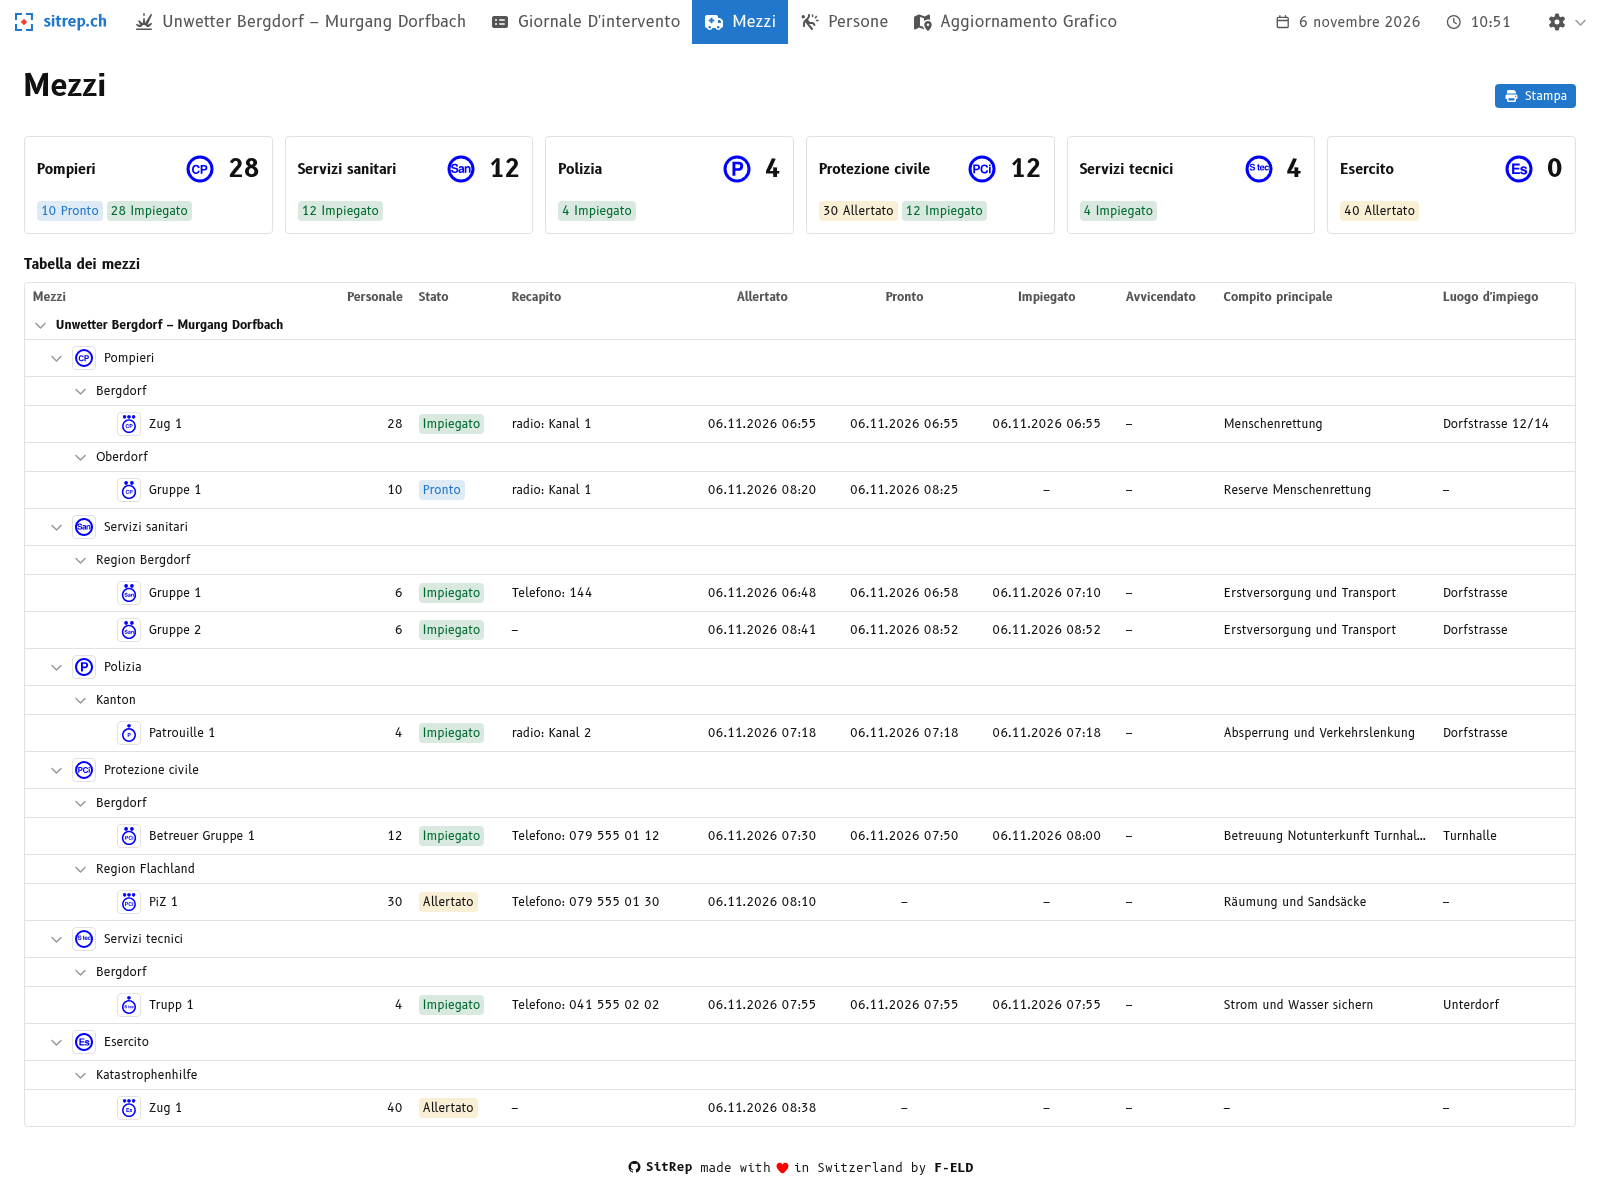 sitrep.ch Unwetter Bergdorf – Murgang Dorfbach Giornale D'intervento Mezzi Persone Aggiornamento Grafico 6 novembre 2026 10:51
Mezzi
Stampa
Pompieri CP 28
10 Pronto 28 Impiegato
Servizi sanitari San 12
12 Impiegato
Polizia P 4
4 Impiegato
Protezione civile PCi 12
30 Allertato 12 Impiegato
Servizi tecnici S tec 4
4 Impiegato
Esercito Es 0
40 Allertato
Tabella dei mezzi
Mezzi Personale Stato Recapito Allertato Pronto Impiegato Avvicendato Compito principale Luogo d'impiego
Unwetter Bergdorf – Murgang Dorfbach
CP Pompieri
Bergdorf
CP Zug 1 28 Impiegato radio: Kanal 1 06.11.2026 06:55 06.11.2026 06:55 06.11.2026 06:55 – Menschenrettung Dorfstrasse 12/14
Oberdorf
CP Gruppe 1 10 Pronto radio: Kanal 1 06.11.2026 08:20 06.11.2026 08:25 – – Reserve Menschenrettung –
San Servizi sanitari
Region Bergdorf
San Gruppe 1 6 Impiegato Telefono: 144 06.11.2026 06:48 06.11.2026 06:58 06.11.2026 07:10 – Erstversorgung und Transport Dorfstrasse
San Gruppe 2 6 Impiegato – 06.11.2026 08:41 06.11.2026 08:52 06.11.2026 08:52 – Erstversorgung und Transport Dorfstrasse
P Polizia
Kanton
P Patrouille 1 4 Impiegato radio: Kanal 2 06.11.2026 07:18 06.11.2026 07:18 06.11.2026 07:18 – Absperrung und Verkehrslenkung Dorfstrasse
PCi Protezione civile
Bergdorf
PCi Betreuer Gruppe 1 12 Impiegato Telefono: 079 555 01 12 06.11.2026 07:30 06.11.2026 07:50 06.11.2026 08:00 – Betreuung Notunterkunft Turnhal... Turnhalle
Region Flachland
PCi PiZ 1 30 Allertato Telefono: 079 555 01 30 06.11.2026 08:10 – – – Räumung und Sandsäcke –
S tec Servizi tecnici
Bergdorf
S tec Trupp 1 4 Impiegato Telefono: 041 555 02 02 06.11.2026 07:55 06.11.2026 07:55 06.11.2026 07:55 – Strom und Wasser sichern Unterdorf
Es Esercito
Katastrophenhilfe
Es Zug 1 40 Allertato – 06.11.2026 08:38 – – – – –
SitRep made with in Switzerland by F-ELD